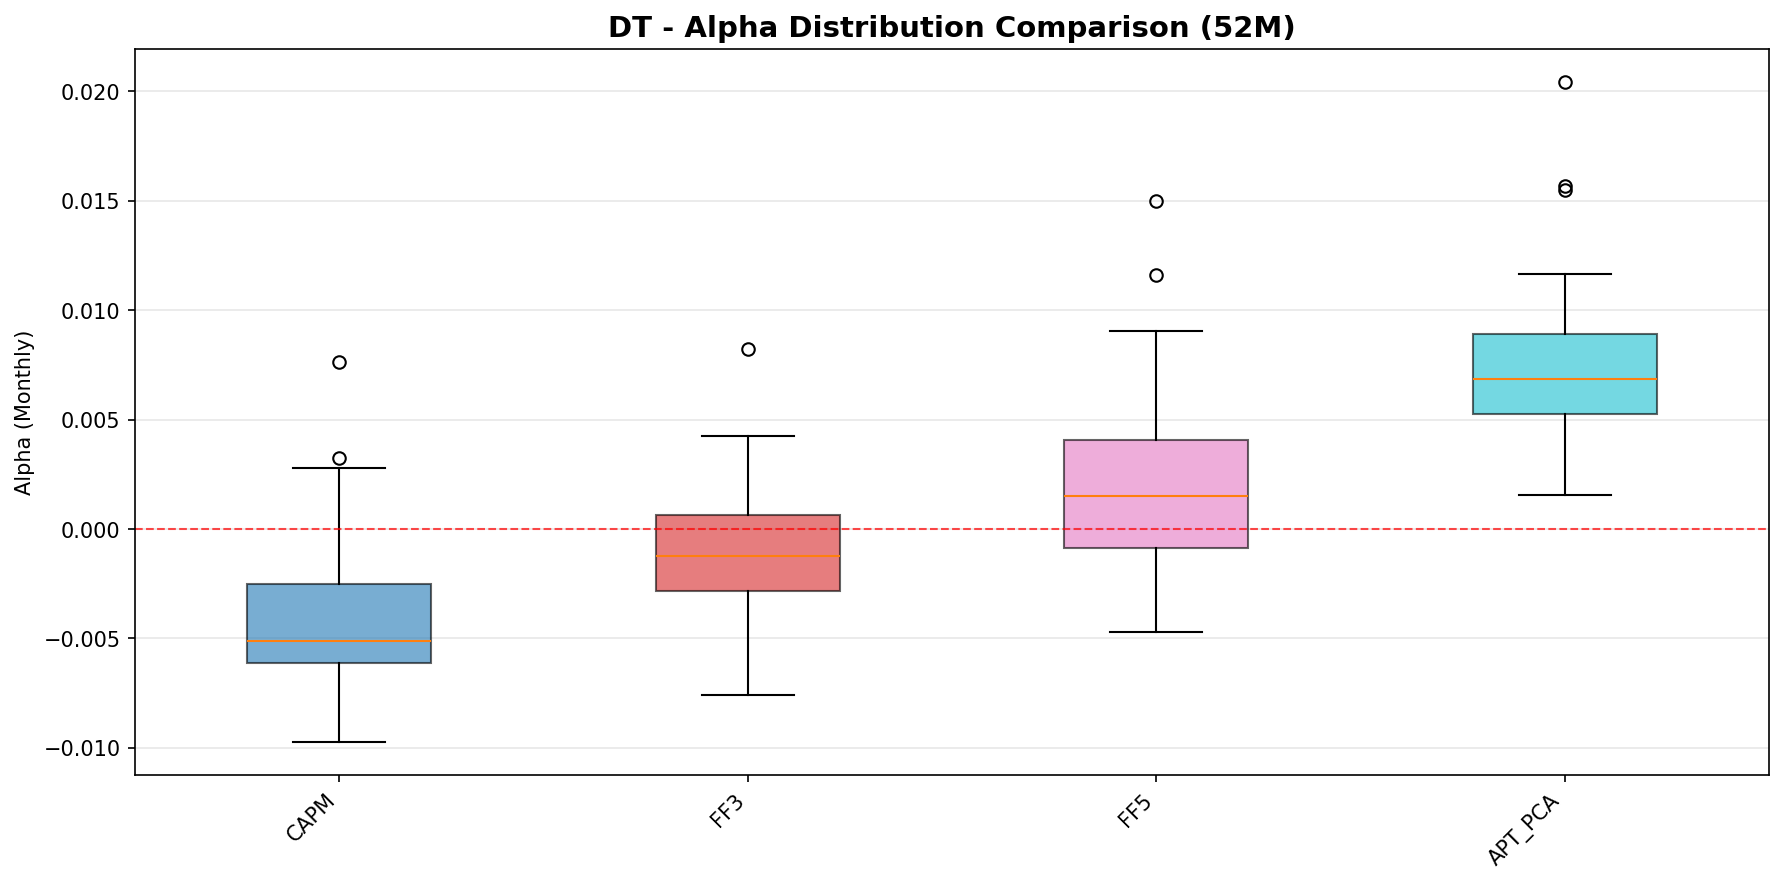 DT - Alpha Distribution Comparison (52M)
Alpha (Monthly)
0.020
0.015
0.010
0.005
0.000
−0.005
−0.010
CAPM
FF3
FF5
APT_PCA